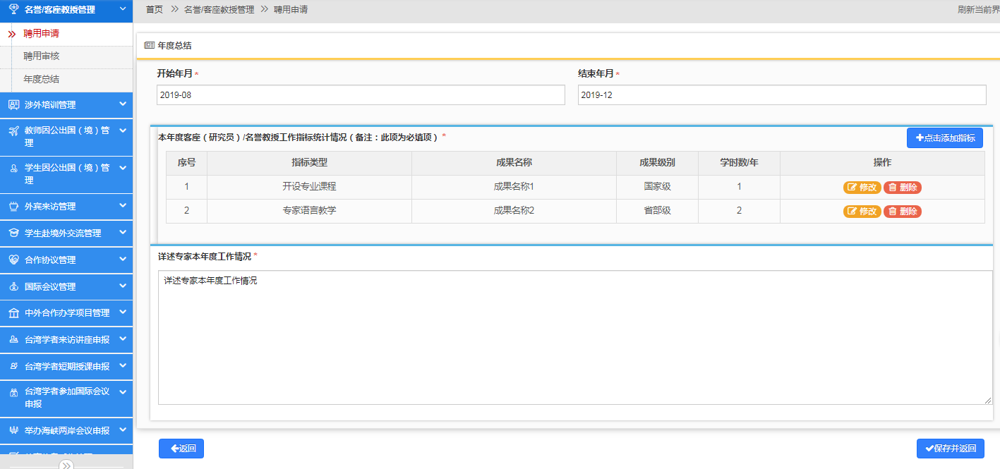 名誉/客座教授管理
聘用申请
聘用审核
年度总结
涉外培训管理
教师因公出国（境）管
理
学生因公出国（境）管
理
外宾来访管理
学生赴境外交流管理
合作协议管理
国际会议管理
中外合作办学项目管理
台湾学者来访讲座申报
台湾学者短期授课申报
台湾学者参加国际会议
申报
举办海峡两岸会议申报
首页 >> 名誉/客座教授管理 >> 聘用申请
刷新当前界
年度总结
开始年月 *
结束年月 *
2019-08
2019-12
本年度客座（研究员）/名誉教授工作指标统计情况（备注：此项为必填项） *
点击添加指标
序号 指标类型 成果名称 成果级别 学时数/年 操作
1 开设专业课程 成果名称1 国家级 1 修改 删除
2 专家语言教学 成果名称2 省部级 2 修改 删除
详述专家本年度工作情况 *
详述专家本年度工作情况
返回
保存并返回